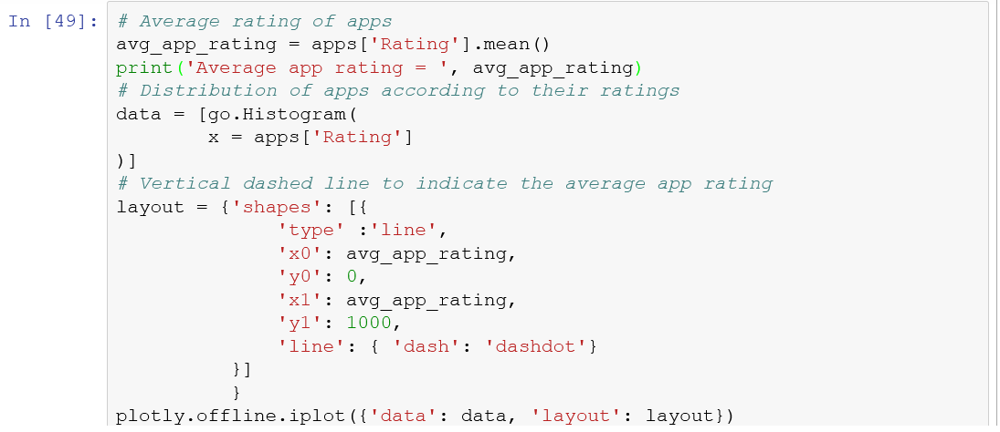 In [49]: # Average rating of apps
avg_app_rating = apps['Rating'].mean()
print('Average app rating = ', avg_app_rating)
# Distribution of apps according to their ratings
data = [go.Histogram(
        x = apps['Rating']
)]
# Vertical dashed line to indicate the average app rating
layout = {'shapes': [{
              'type' :'line',
              'x0': avg_app_rating,
              'y0': 0,
              'x1': avg_app_rating,
              'y1': 1000,
              'line': { 'dash': 'dashdot'}
          }]
          }
plotly.offline.iplot({'data': data, 'layout': layout})